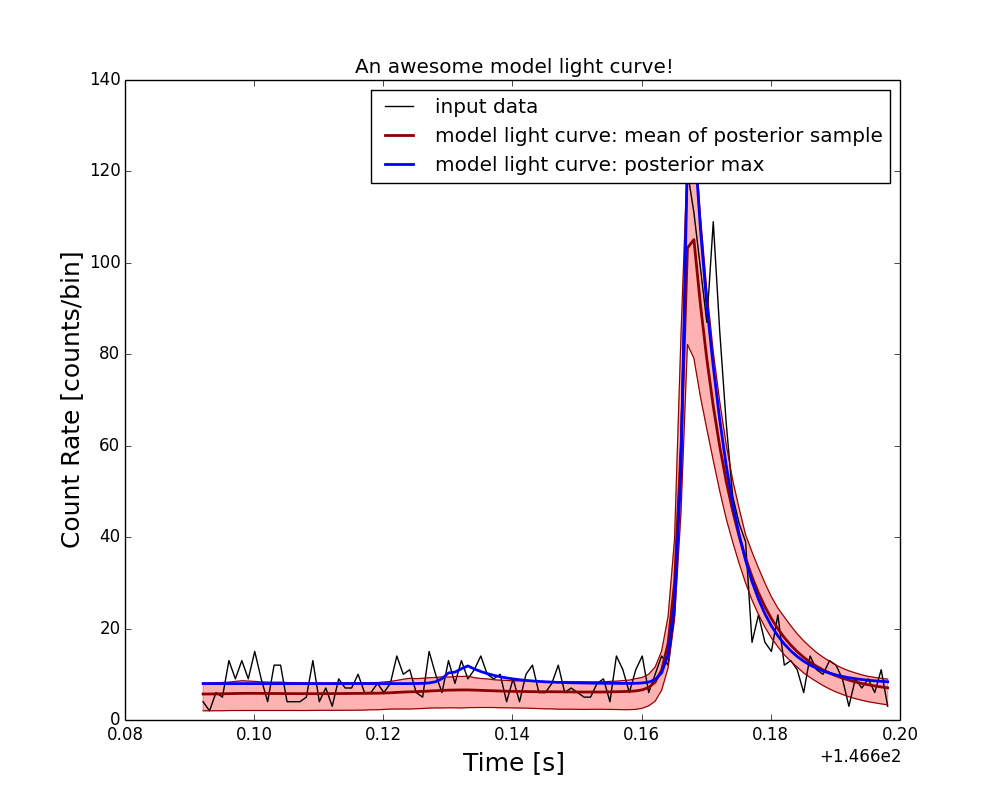 An awesome model light curve!
input data
model light curve: mean of posterior sample
model light curve: posterior max
Count Rate [counts/bin]
140
120
100
80
60
40
20
0
0.08 0.10 0.12 0.14 0.16 0.18 0.20
+1.466e2
Time [s]